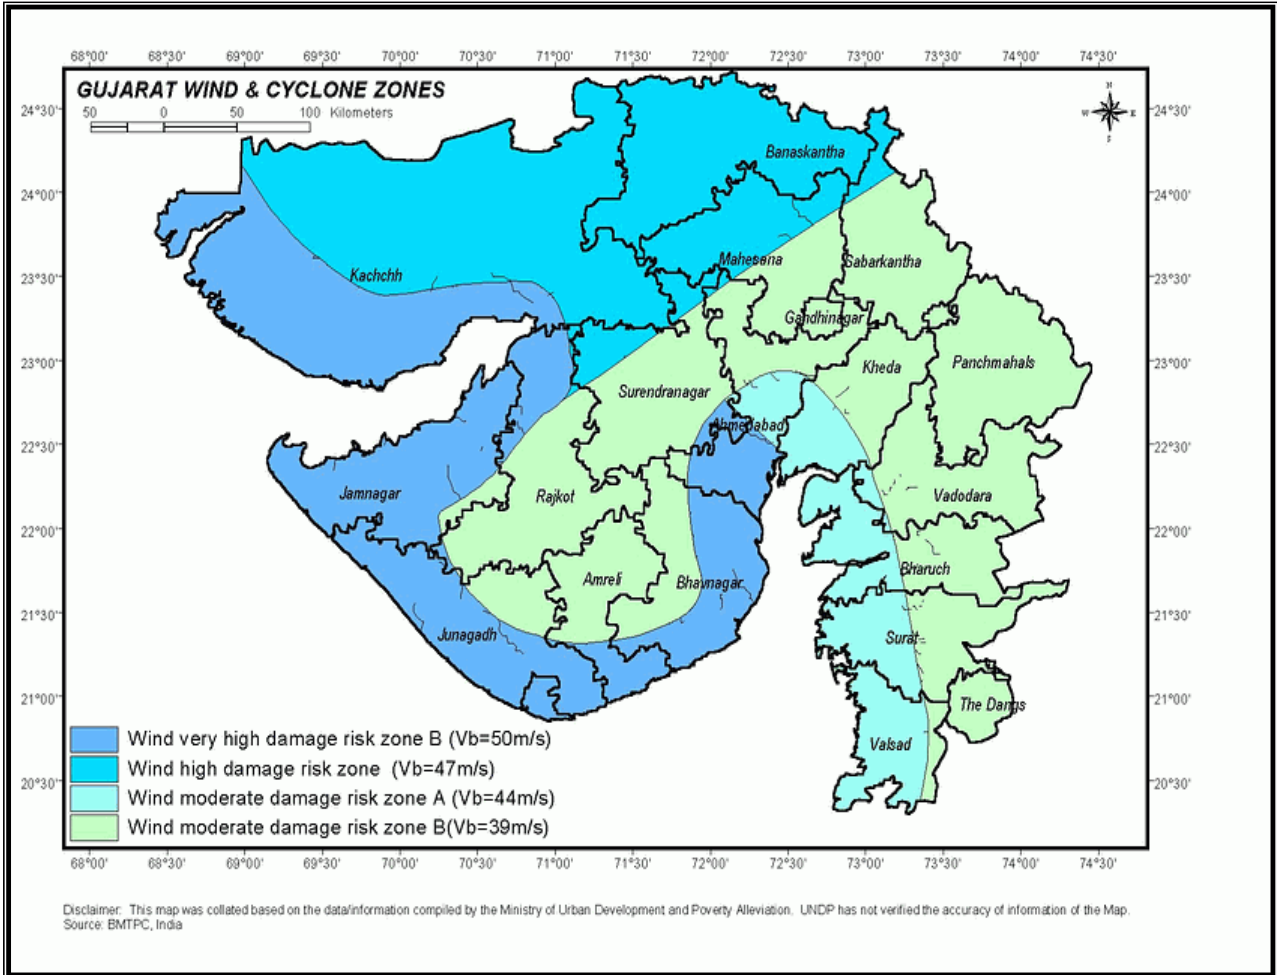 68°00' 68°30' 69°00' 69°30' 70°00' 70°30' 71°00' 71°30' 72°00' 72°30' 73°00' 73°30' 74°00' 74°30'
GUJARAT WIND & CYCLONE ZONES
50 0 50 100 Kilometers
N
W E
S
24°30' 24°30'
Banaskantha
24°00' 24°00'
Mahesana Sabarkantha
Kachchh
23°30' 23°30'
Gandhinagar
23°00' 23°00'
Kheda Panchmahals
Surendranagar
Ahmedabad
22°30' 22°30'
Jamnagar Rajkot Vadodara
22°00' 22°00'
Bharuch
Amreli Bhavnagar
21°30' 21°30'
Junagadh Surat
21°00' 21°00'
The Dangs
Valsad
20°30' 20°30'
Wind very high damage risk zone B (Vb=50m/s)
Wind high damage risk zone (Vb=47m/s)
Wind moderate damage risk zone A (Vb=44m/s)
Wind moderate damage risk zone B(Vb=39m/s)
68°00' 68°30' 69°00' 69°30' 70°00' 70°30' 71°00' 71°30' 72°00' 72°30' 73°00' 73°30' 74°00' 74°30'
Disclaimer: This map was collated based on the data/information compiled by the Ministry of Urban Development and Poverty Alleviation. UNDP has not verified the accuracy of information of the Map.
Source: BMTPC, India